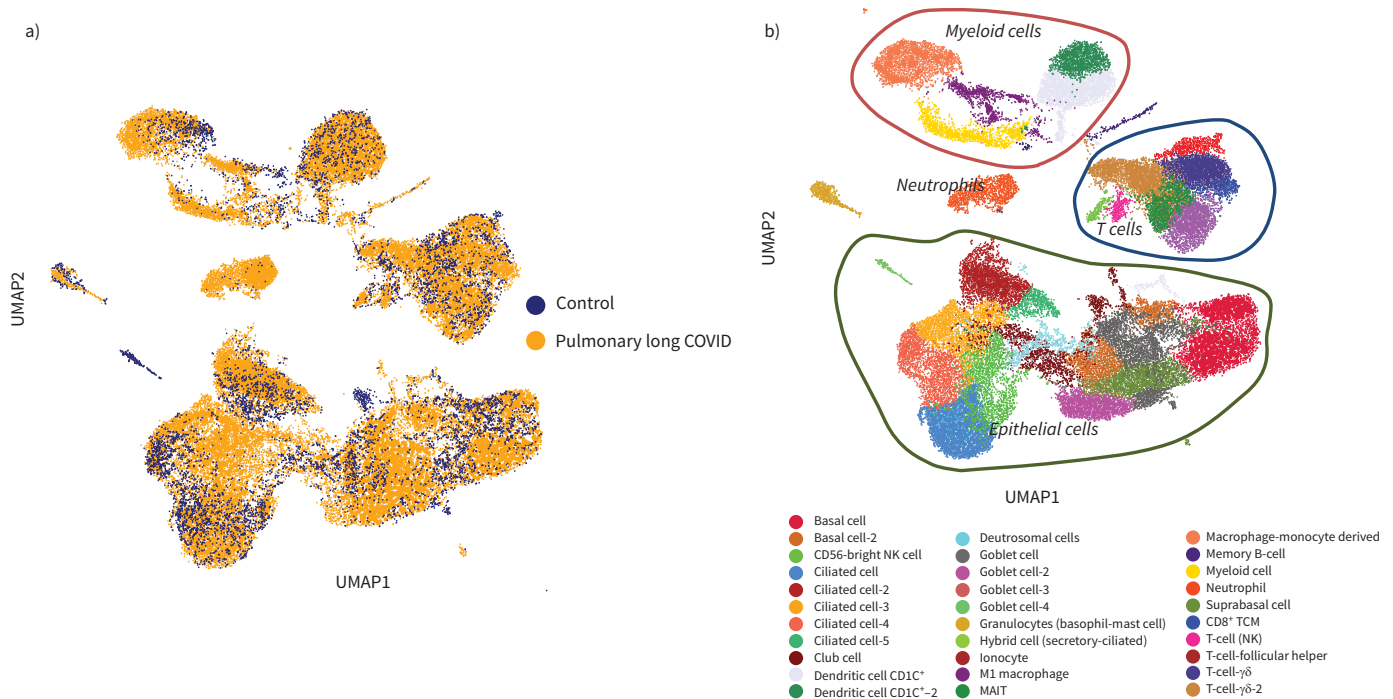 a)
UMAP2
Control
Pulmonary long COVID
UMAP1
b)
Myeloid cells
Neutrophils
T cells
UMAP2
Epithelial cells
UMAP1
Basal cell
Basal cell-2
CD56-bright NK cell
Ciliated cell
Ciliated cell-2
Ciliated cell-3
Ciliated cell-4
Ciliated cell-5
Club cell
Dendritic cell CD1C⁺
Dendritic cell CD1C⁺–2
Deutrosomal cells
Goblet cell
Goblet cell-2
Goblet cell-3
Goblet cell-4
Granulocytes (basophil-mast cell)
Hybrid cell (secretory-ciliated)
Ionocyte
M1 macrophage
MAIT
Macrophage-monocyte derived
Memory B-cell
Myeloid cell
Neutrophil
Suprabasal cell
CD8⁺ TCM
T-cell (NK)
T-cell-follicular helper
T-cell-γδ
T-cell-γδ-2